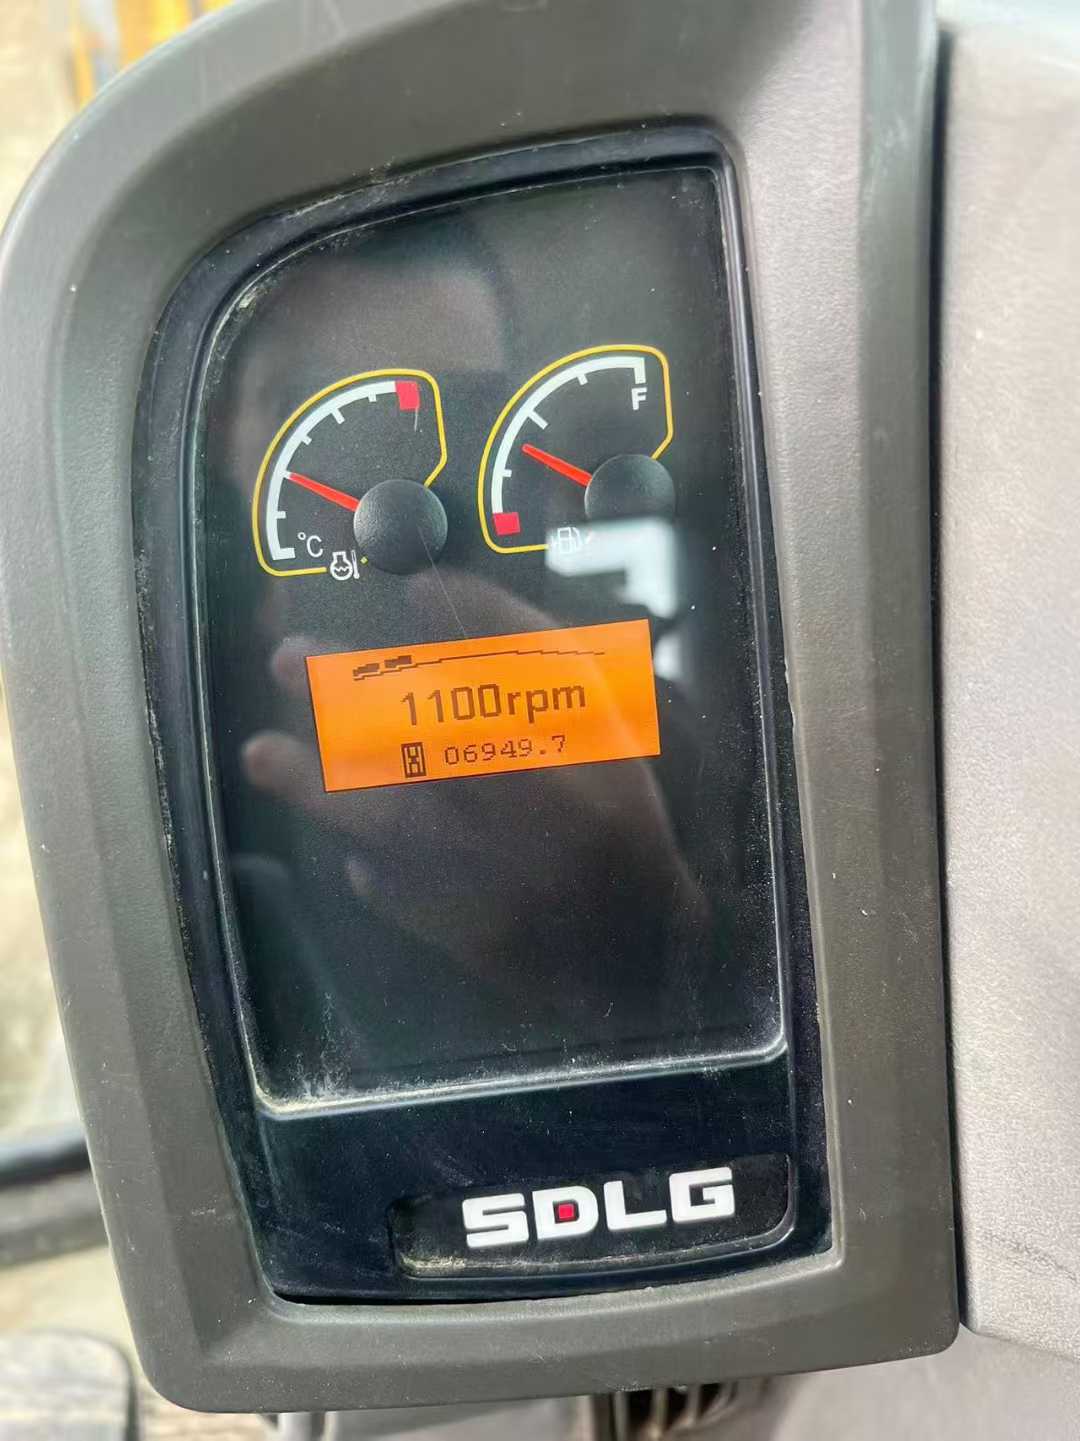 °C
F
1100rpm
06949.7
SDLG